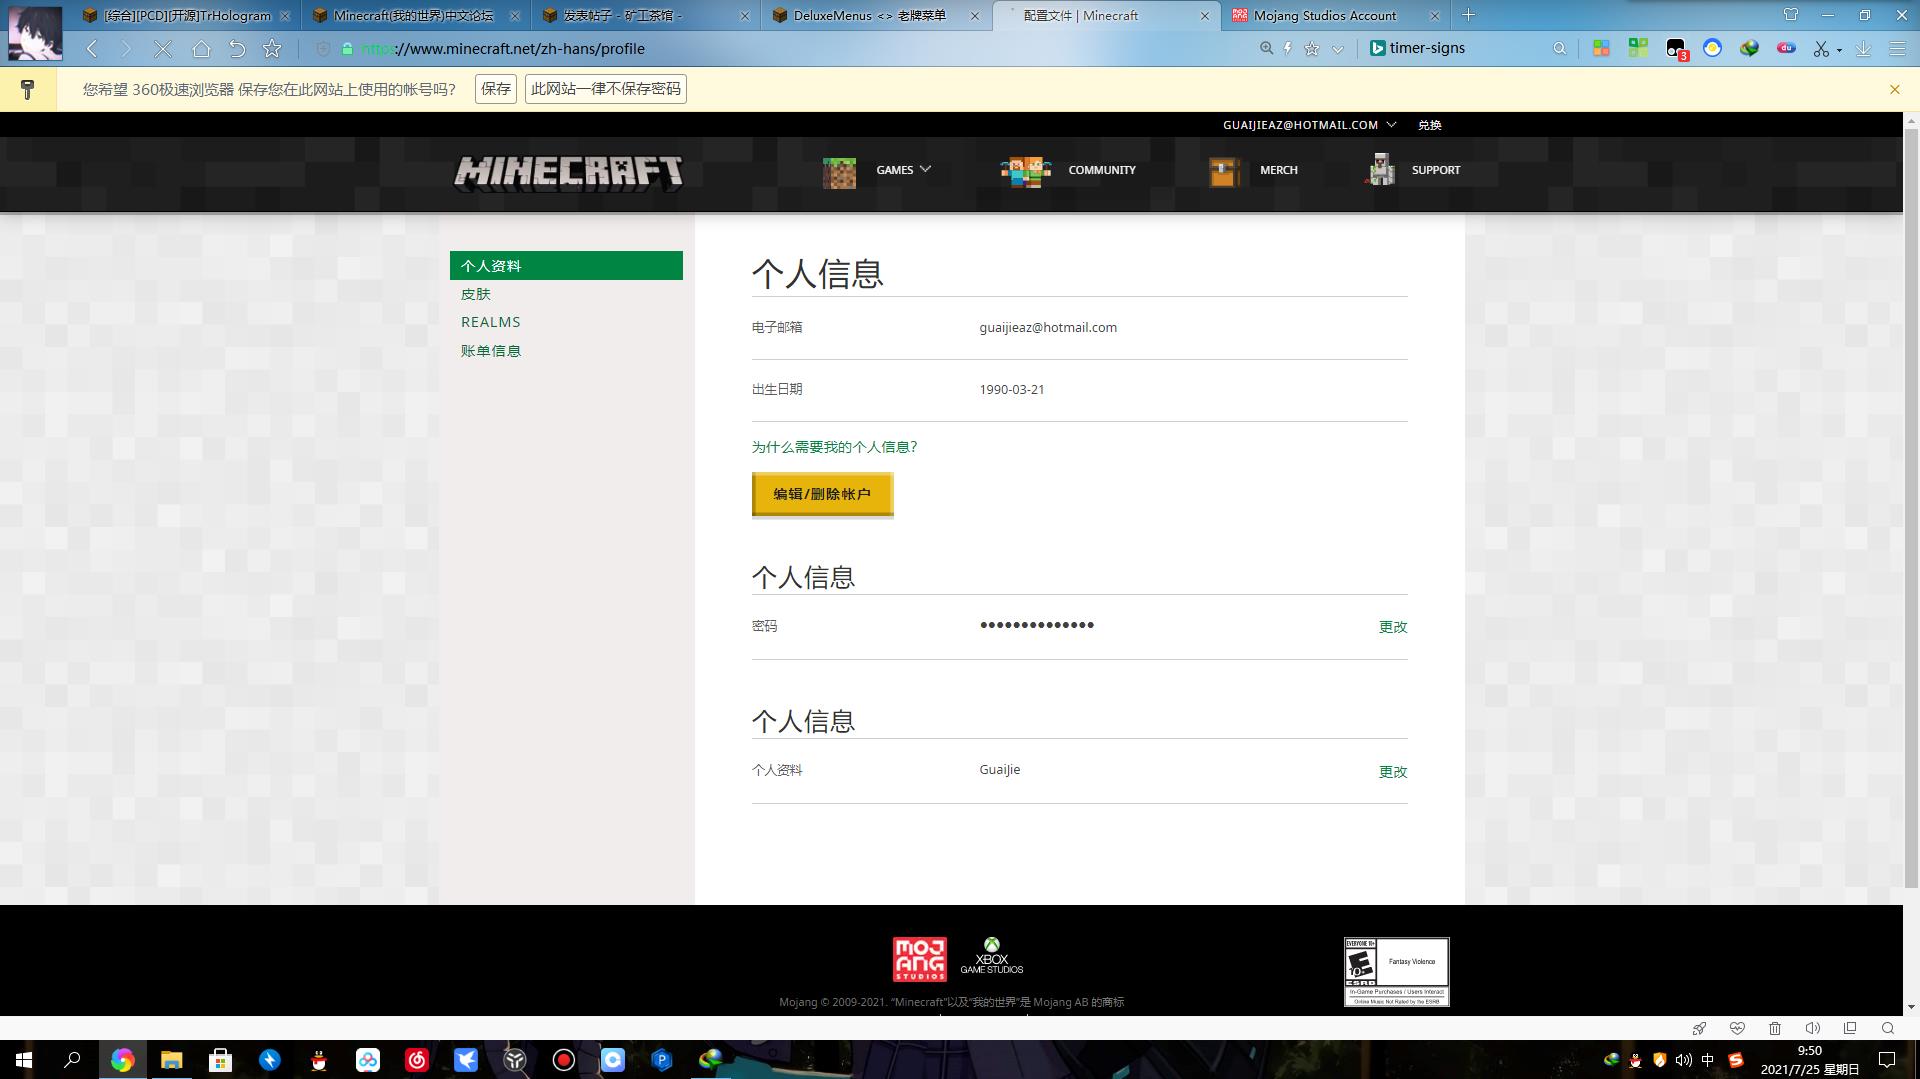 [综合][PCD][开源]TrHologram
Minecraft(我的世界)中文论坛
发表帖子 - 矿工茶馆 -
DeluxeMenus <> 老牌菜单
配置文件 | Minecraft
Mojang Studios Account
https://www.minecraft.net/zh-hans/profile
timer-signs
3
du
您希望 360极速浏览器 保存您在此网站上使用的帐号吗?
保存
此网站一律不保存密码
GUAIJIEAZ@HOTMAIL.COM
兑换
MINECRAFT
GAMES
COMMUNITY
MERCH
SUPPORT
个人资料
皮肤
REALMS
账单信息
个人信息
电子邮箱 guaijieaz@hotmail.com
出生日期 1990-03-21
为什么需要我的个人信息?
编辑/删除帐户
个人信息
密码 •••••••••••••• 更改
个人信息
个人资料 GuaiJie 更改
MOJANG STUDIOS
XBOX GAME STUDIOS
EVERYONE 10+
ESRB
Fantasy Violence
In-Game Purchases / Users Interact
Online Music Not Rated by the ESRB
Mojang © 2009-2021. “Minecraft”以及“我的世界”是 Mojang AB 的商标
中
9:50
2021/7/25 星期日